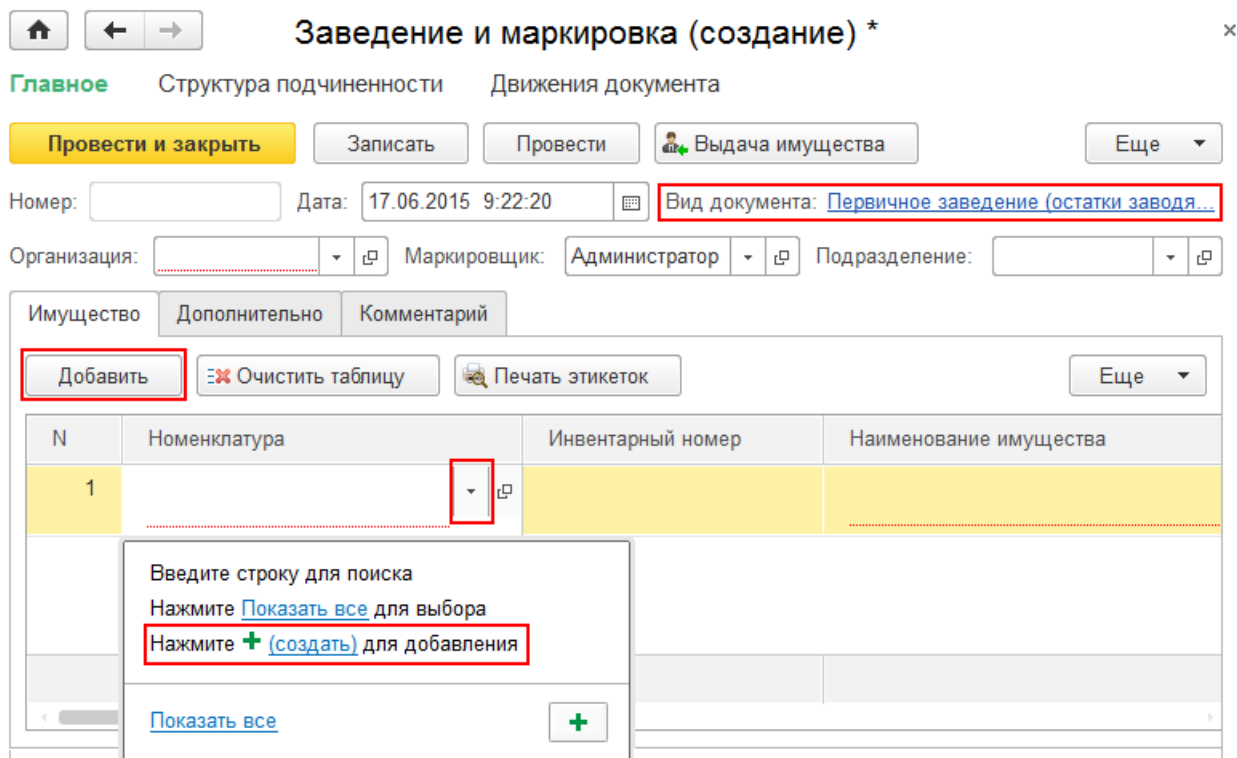 Заведение и маркировка (создание) *
Главное Структура подчиненности Движения документа
Провести и закрыть Записать Провести Выдача имущества Еще
Номер: Дата: 17.06.2015 9:22:20 Вид документа: Первичное заведение (остатки заводя...
Организация: Маркировщик: Администратор Подразделение:
Имущество Дополнительно Комментарий
Добавить Очистить таблицу Печать этикеток Еще
N Номенклатура Инвентарный номер Наименование имущества
1
Введите строку для поиска
Нажмите Показать все для выбора
Нажмите + (создать) для добавления
Показать все +